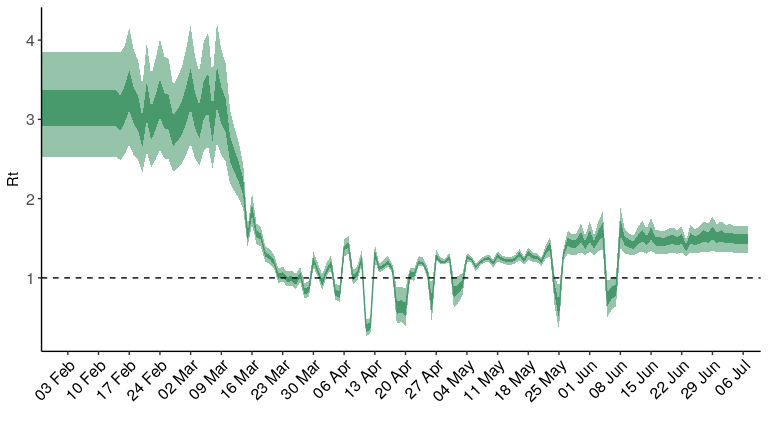 4
3
2
1
Rt
03 Feb
10 Feb
17 Feb
24 Feb
02 Mar
09 Mar
16 Mar
23 Mar
30 Mar
06 Apr
13 Apr
20 Apr
27 Apr
04 May
11 May
18 May
25 May
01 Jun
08 Jun
15 Jun
22 Jun
29 Jun
06 Jul